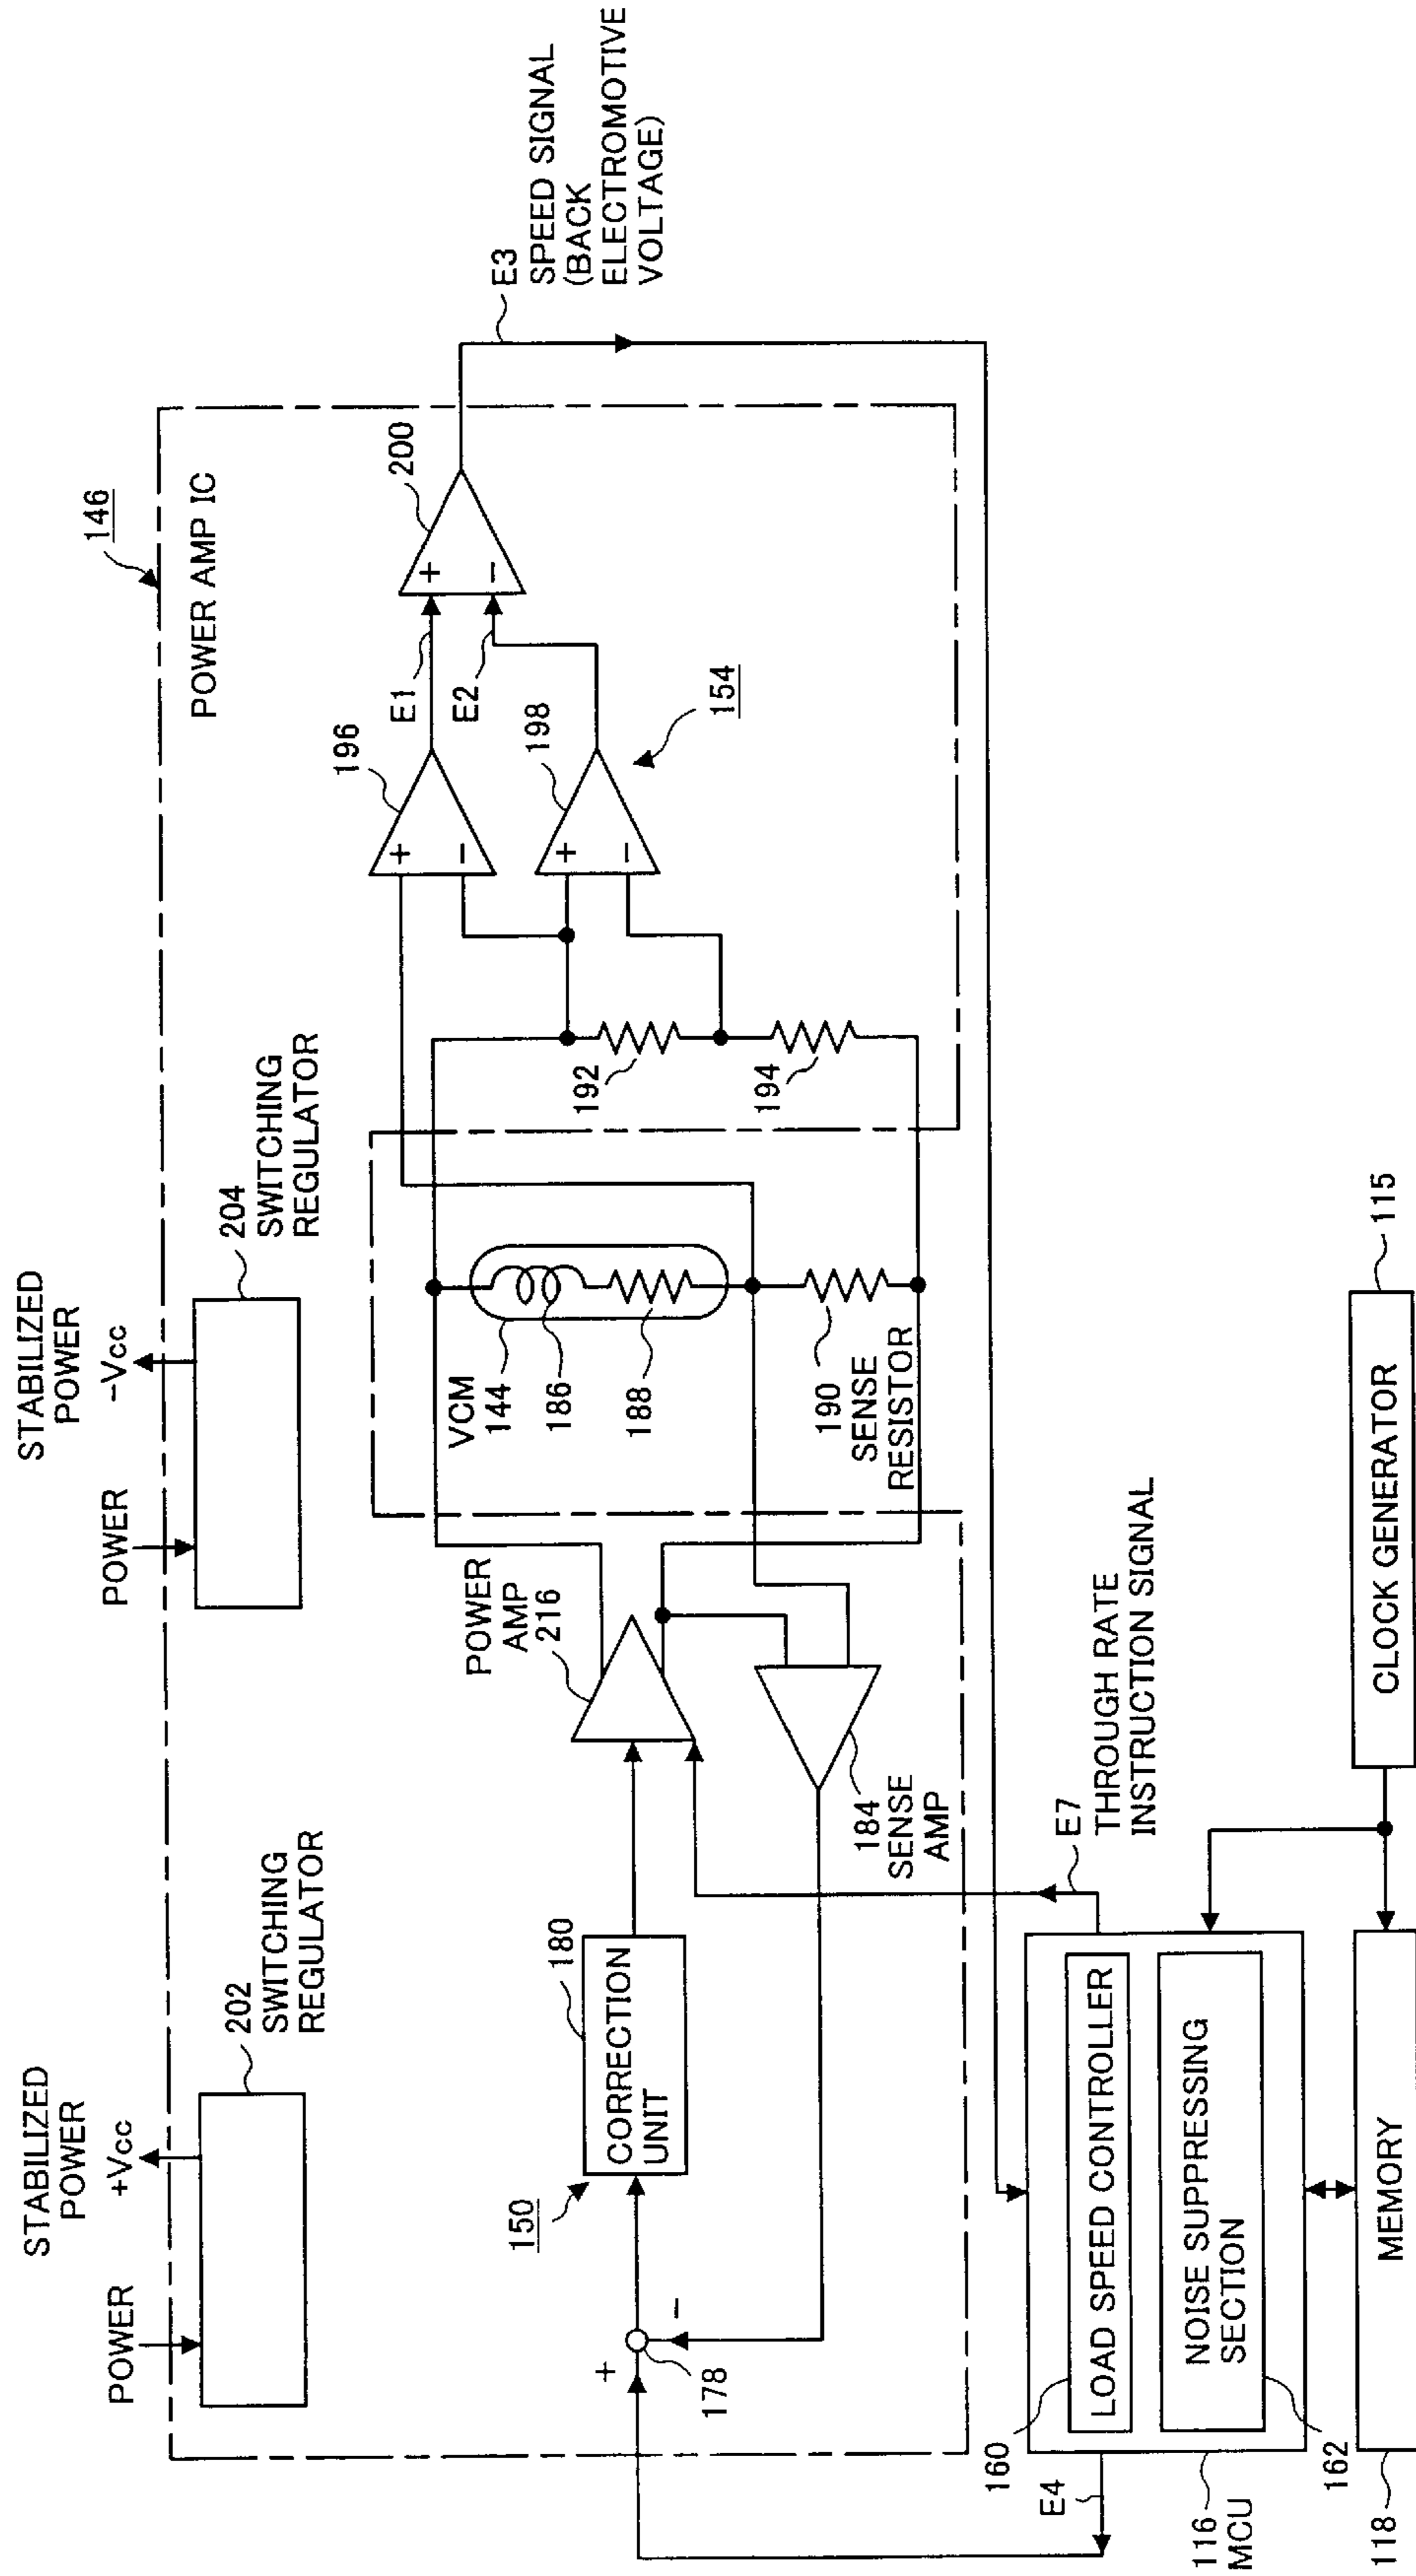 STABILIZED
POWER
POWER
+Vcc
202
SWITCHING
REGULATOR
STABILIZED
POWER
POWER
-Vcc
204
SWITCHING
REGULATOR
146
POWER AMP IC
150
180
CORRECTION
UNIT
+
-
178
POWER
AMP
216
184
SENSE
AMP
VCM
144
186
188
190
SENSE
RESISTOR
192
194
196
+
-
198
+
-
154
E1
E2
200
+
-
E3
SPEED SIGNAL
(BACK
ELECTROMOTIVE
VOLTAGE)
E4
E7
THROUGH RATE
INSTRUCTION SIGNAL
160
LOAD SPEED CONTROLLER
NOISE SUPPRESSING
SECTION
162
116
MCU
118
MEMORY
CLOCK GENERATOR
115